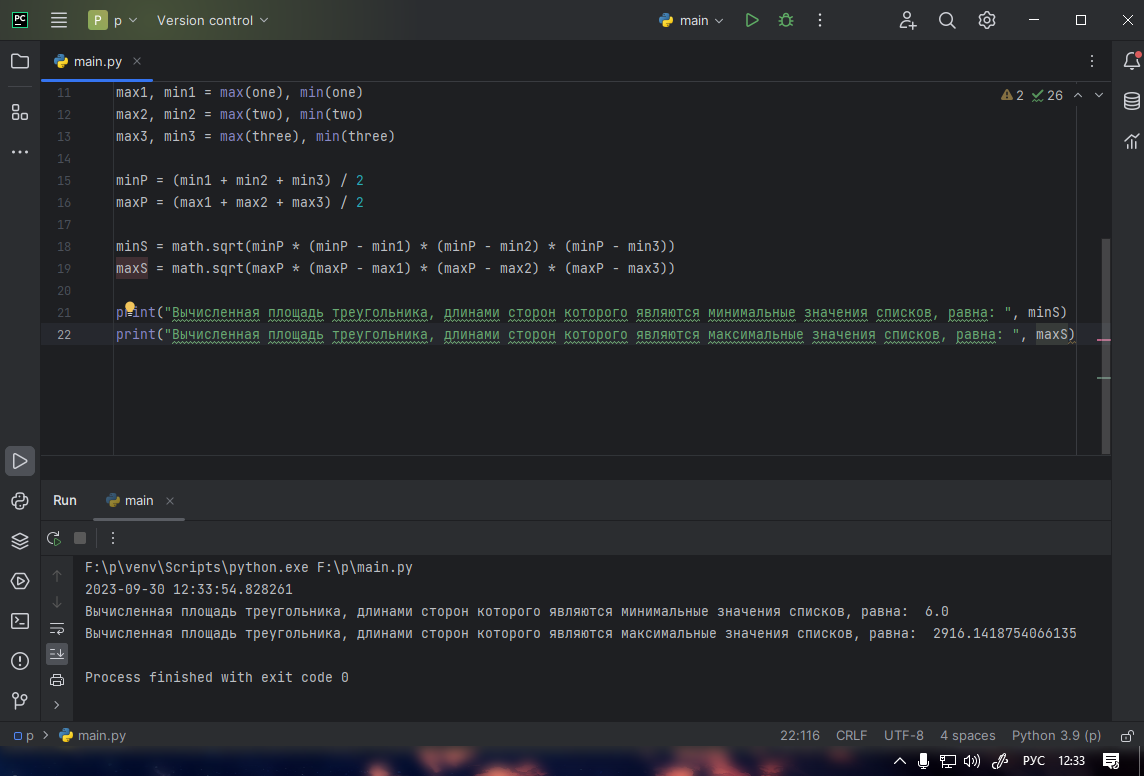 PC P p Version control main
main.py
11 max1, min1 = max(one), min(one)
2 26
12 max2, min2 = max(two), min(two)
13 max3, min3 = max(three), min(three)
14
15 minP = (min1 + min2 + min3) / 2
16 maxP = (max1 + max2 + max3) / 2
17
18 minS = math.sqrt(minP * (minP - min1) * (minP - min2) * (minP - min3))
19 maxS = math.sqrt(maxP * (maxP - max1) * (maxP - max2) * (maxP - max3))
20
21 print("Вычисленная площадь треугольника, длинами сторон которого являются минимальные значения списков, равна: ", minS)
22 print("Вычисленная площадь треугольника, длинами сторон которого являются максимальные значения списков, равна: ", maxS)
Run main
F:\p\venv\Scripts\python.exe F:\p\main.py
2023-09-30 12:33:54.828261
Вычисленная площадь треугольника, длинами сторон которого являются минимальные значения списков, равна:  6.0
Вычисленная площадь треугольника, длинами сторон которого являются максимальные значения списков, равна:  2916.1418754066135
Process finished with exit code 0
p main.py 22:116 CRLF UTF-8 4 spaces Python 3.9 (p)
РУС 12:33